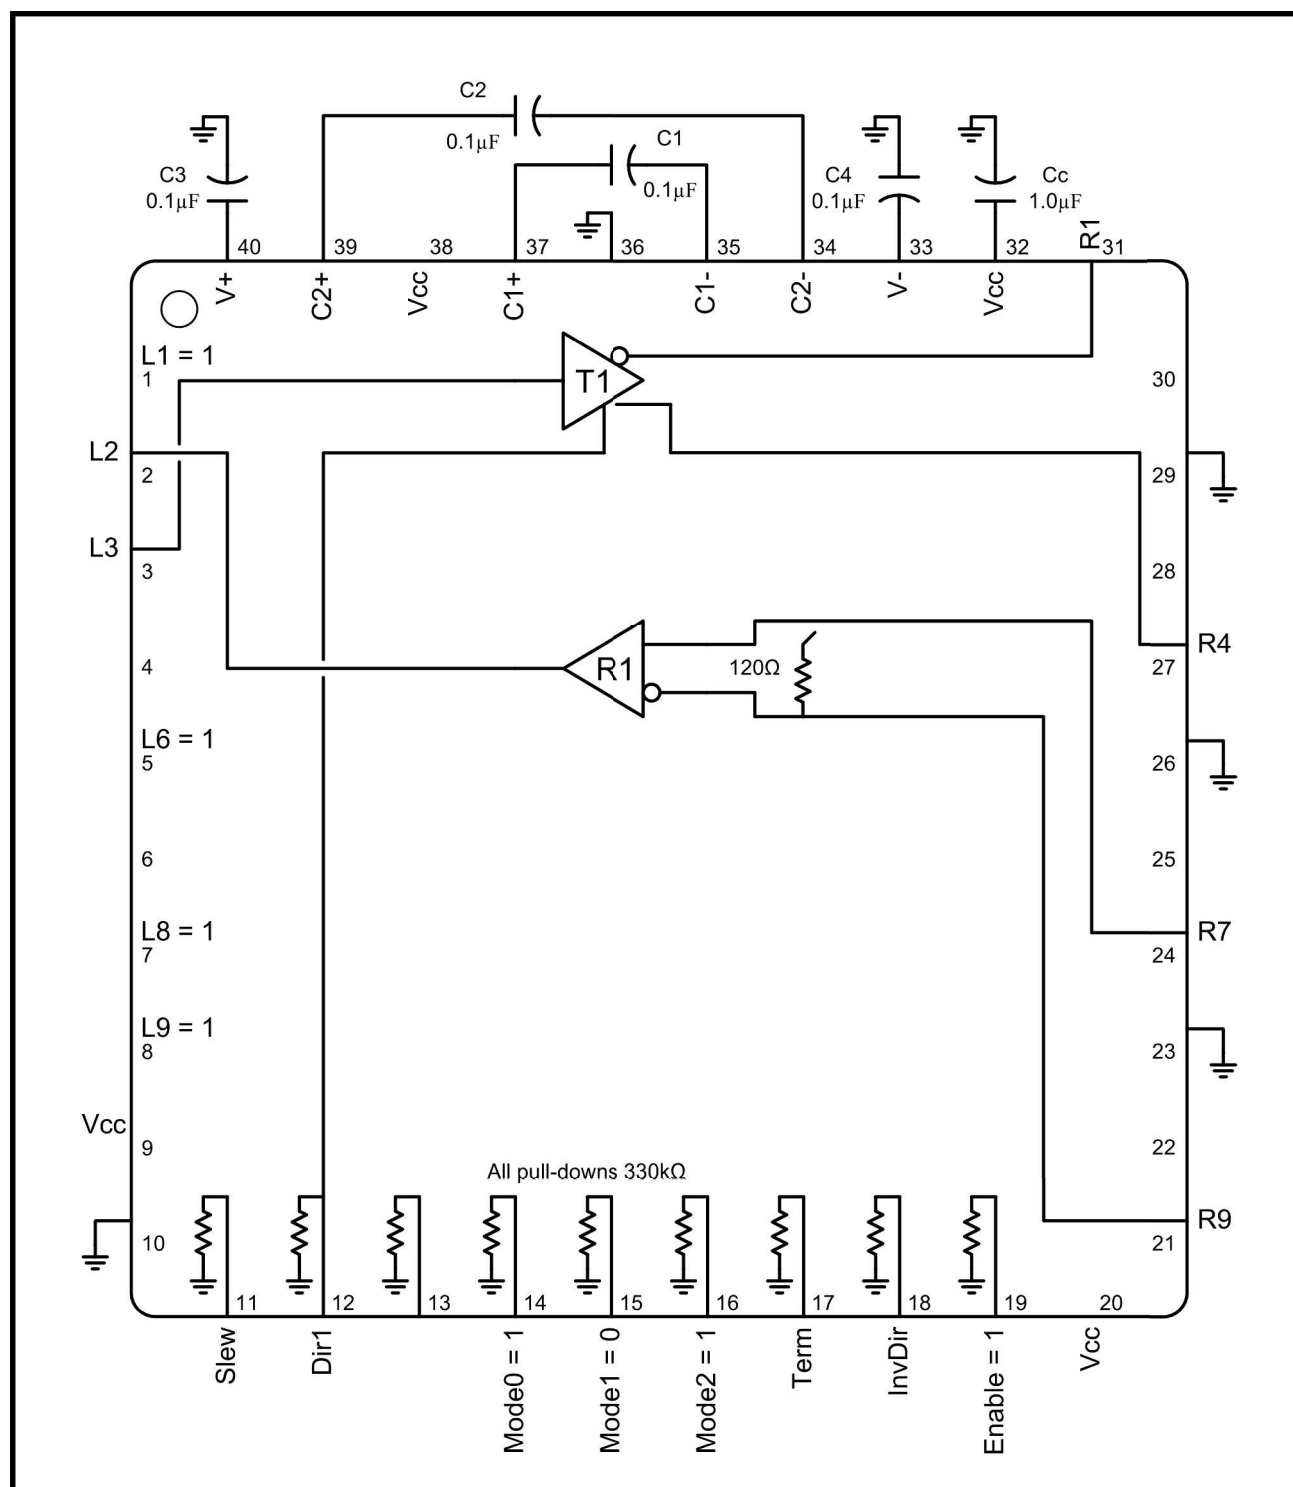 C2
0.1µF
C1
0.1µF
C3
0.1µF
C4
0.1µF
Cc
1.0µF
40
39
38
37
36
35
34
33
32
R1
31
V+
C2+
Vcc
C1+
C1-
C2-
V-
Vcc
L1 = 1
1
T1
30
L2
2
29
L3
3
28
4
R1
120Ω
27
R4
L6 = 1
5
26
6
25
L8 = 1
7
24
R7
L9 = 1
8
23
Vcc
9
22
All pull-downs 330kΩ
10
21
R9
11
12
13
14
15
16
17
18
19
20
Slew
Dir1
Mode0 = 1
Mode1 = 0
Mode2 = 1
Term
InvDir
Enable = 1
Vcc